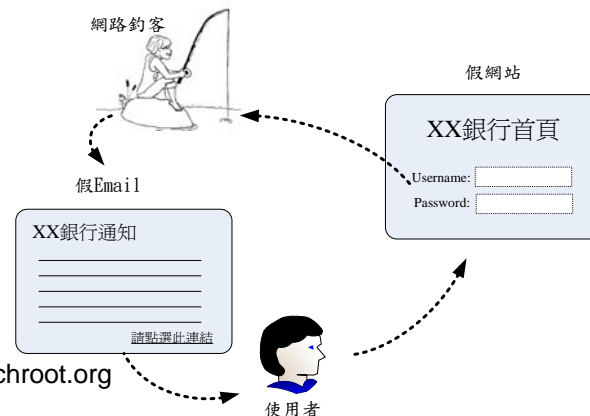 網路釣客
假網站
XX銀行首頁
Username:
Password:
假Email
XX銀行通知
請點選此連結
chroot.org
使用者